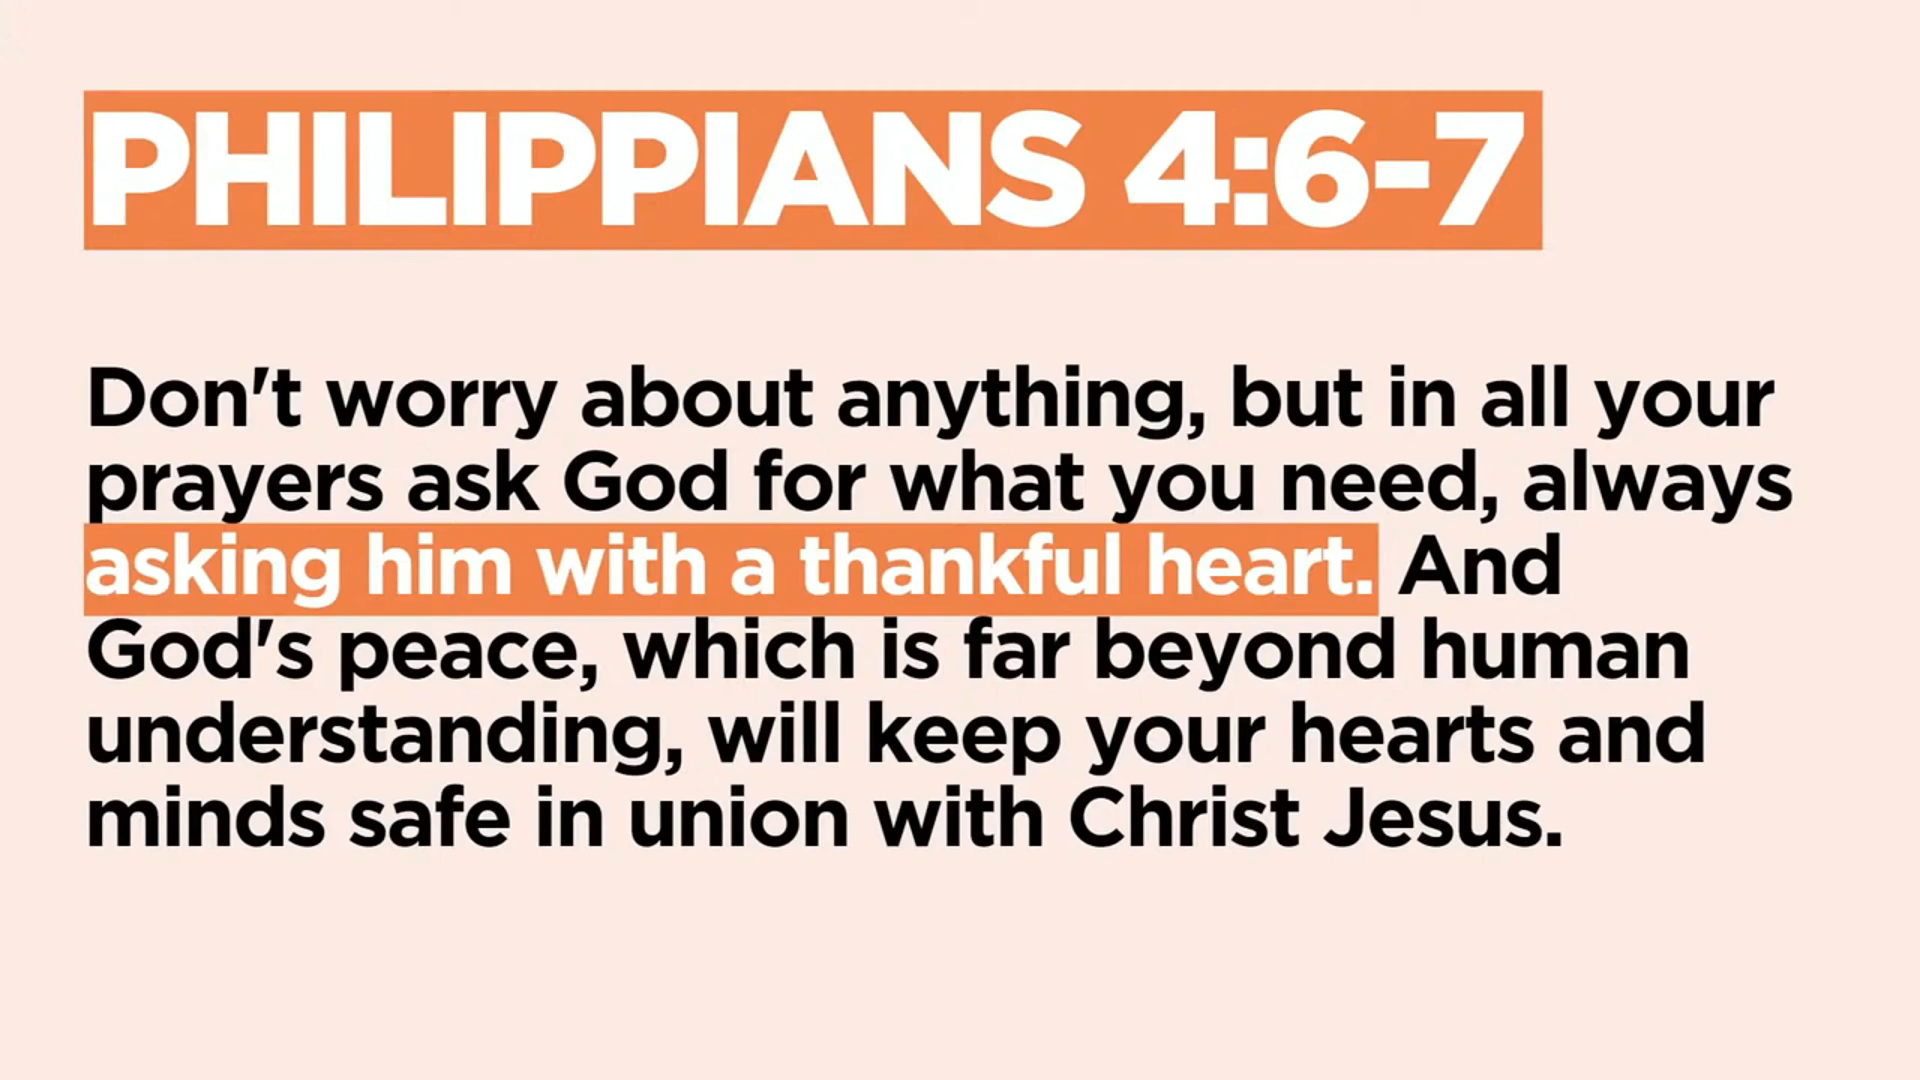 PHILIPPIANS 4:6-7
Don't worry about anything, but in all your
prayers ask God for what you need, always
asking him with a thankful heart. And
God's peace, which is far beyond human
understanding, will keep your hearts and
minds safe in union with Christ Jesus.